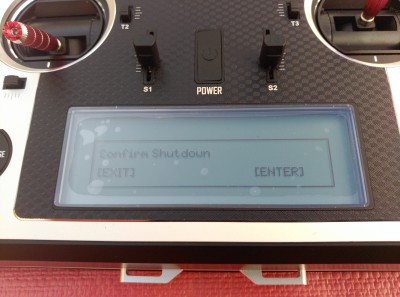 T2
T3
S1
POWER
S2
Confirm Shutdown
[EXIT] [ENTER]